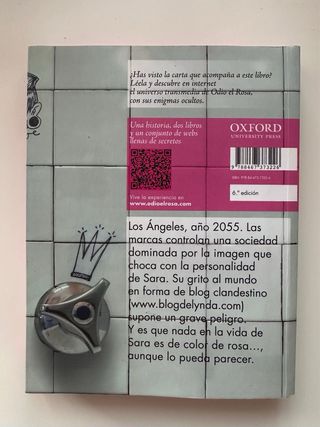 ¿Has visto la carta que acompaña a este libro?
Léela y descubre en internet
el universo transmedia de Odio el Rosa,
con sus enigmas ocultos.
Una historia, dos libros
y un conjunto de webs
llenas de secretos
Vive la experiencia en
www.odioelrosa.com
OXFORD
UNIVERSITY PRESS
9 788467 373226
6.ª edición
Los Ángeles, año 2055. Las
marcas controlan una sociedad
dominada por la imagen que
choca con la personalidad
de Sara. Su grito al mundo
en forma de blog clandestino
(www.blogdelynda.com)
supone un grave peligro.
Y es que nada en la vida de
Sara es de color de rosa...,
aunque lo pueda parecer.